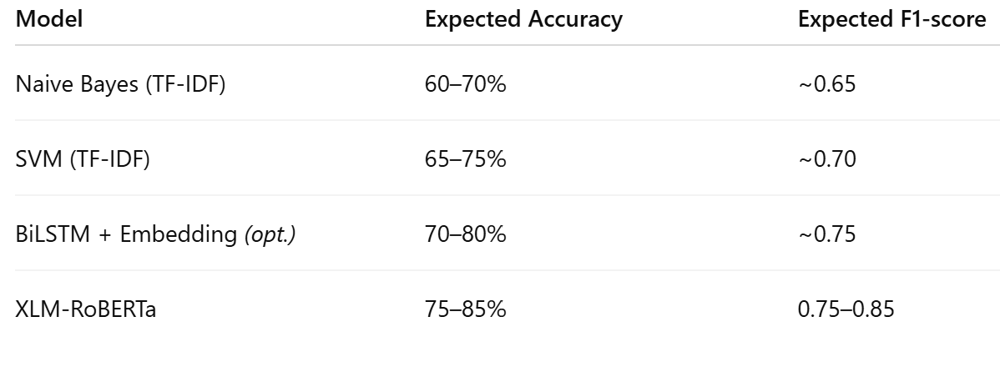 Model Expected Accuracy Expected F1-score
Naive Bayes (TF-IDF) 60–70% ~0.65
SVM (TF-IDF) 65–75% ~0.70
BiLSTM + Embedding (opt.) 70–80% ~0.75
XLM-RoBERTa 75–85% 0.75–0.85